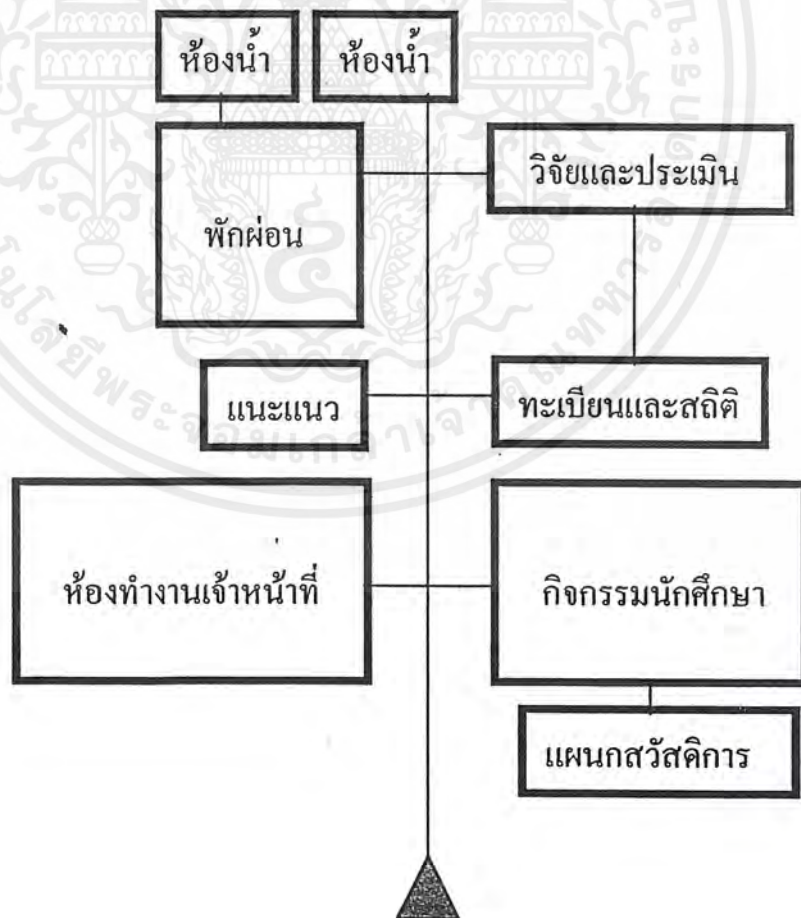 ห้องน้ำ
ห้องน้ำ
วิจัยและประเมิน
พักผ่อน
แนะแนว
ทะเบียนและสถิติ
ห้องทำงานเจ้าหน้าที่
กิจกรรมนักศึกษา
แผนกสวัสดิการ